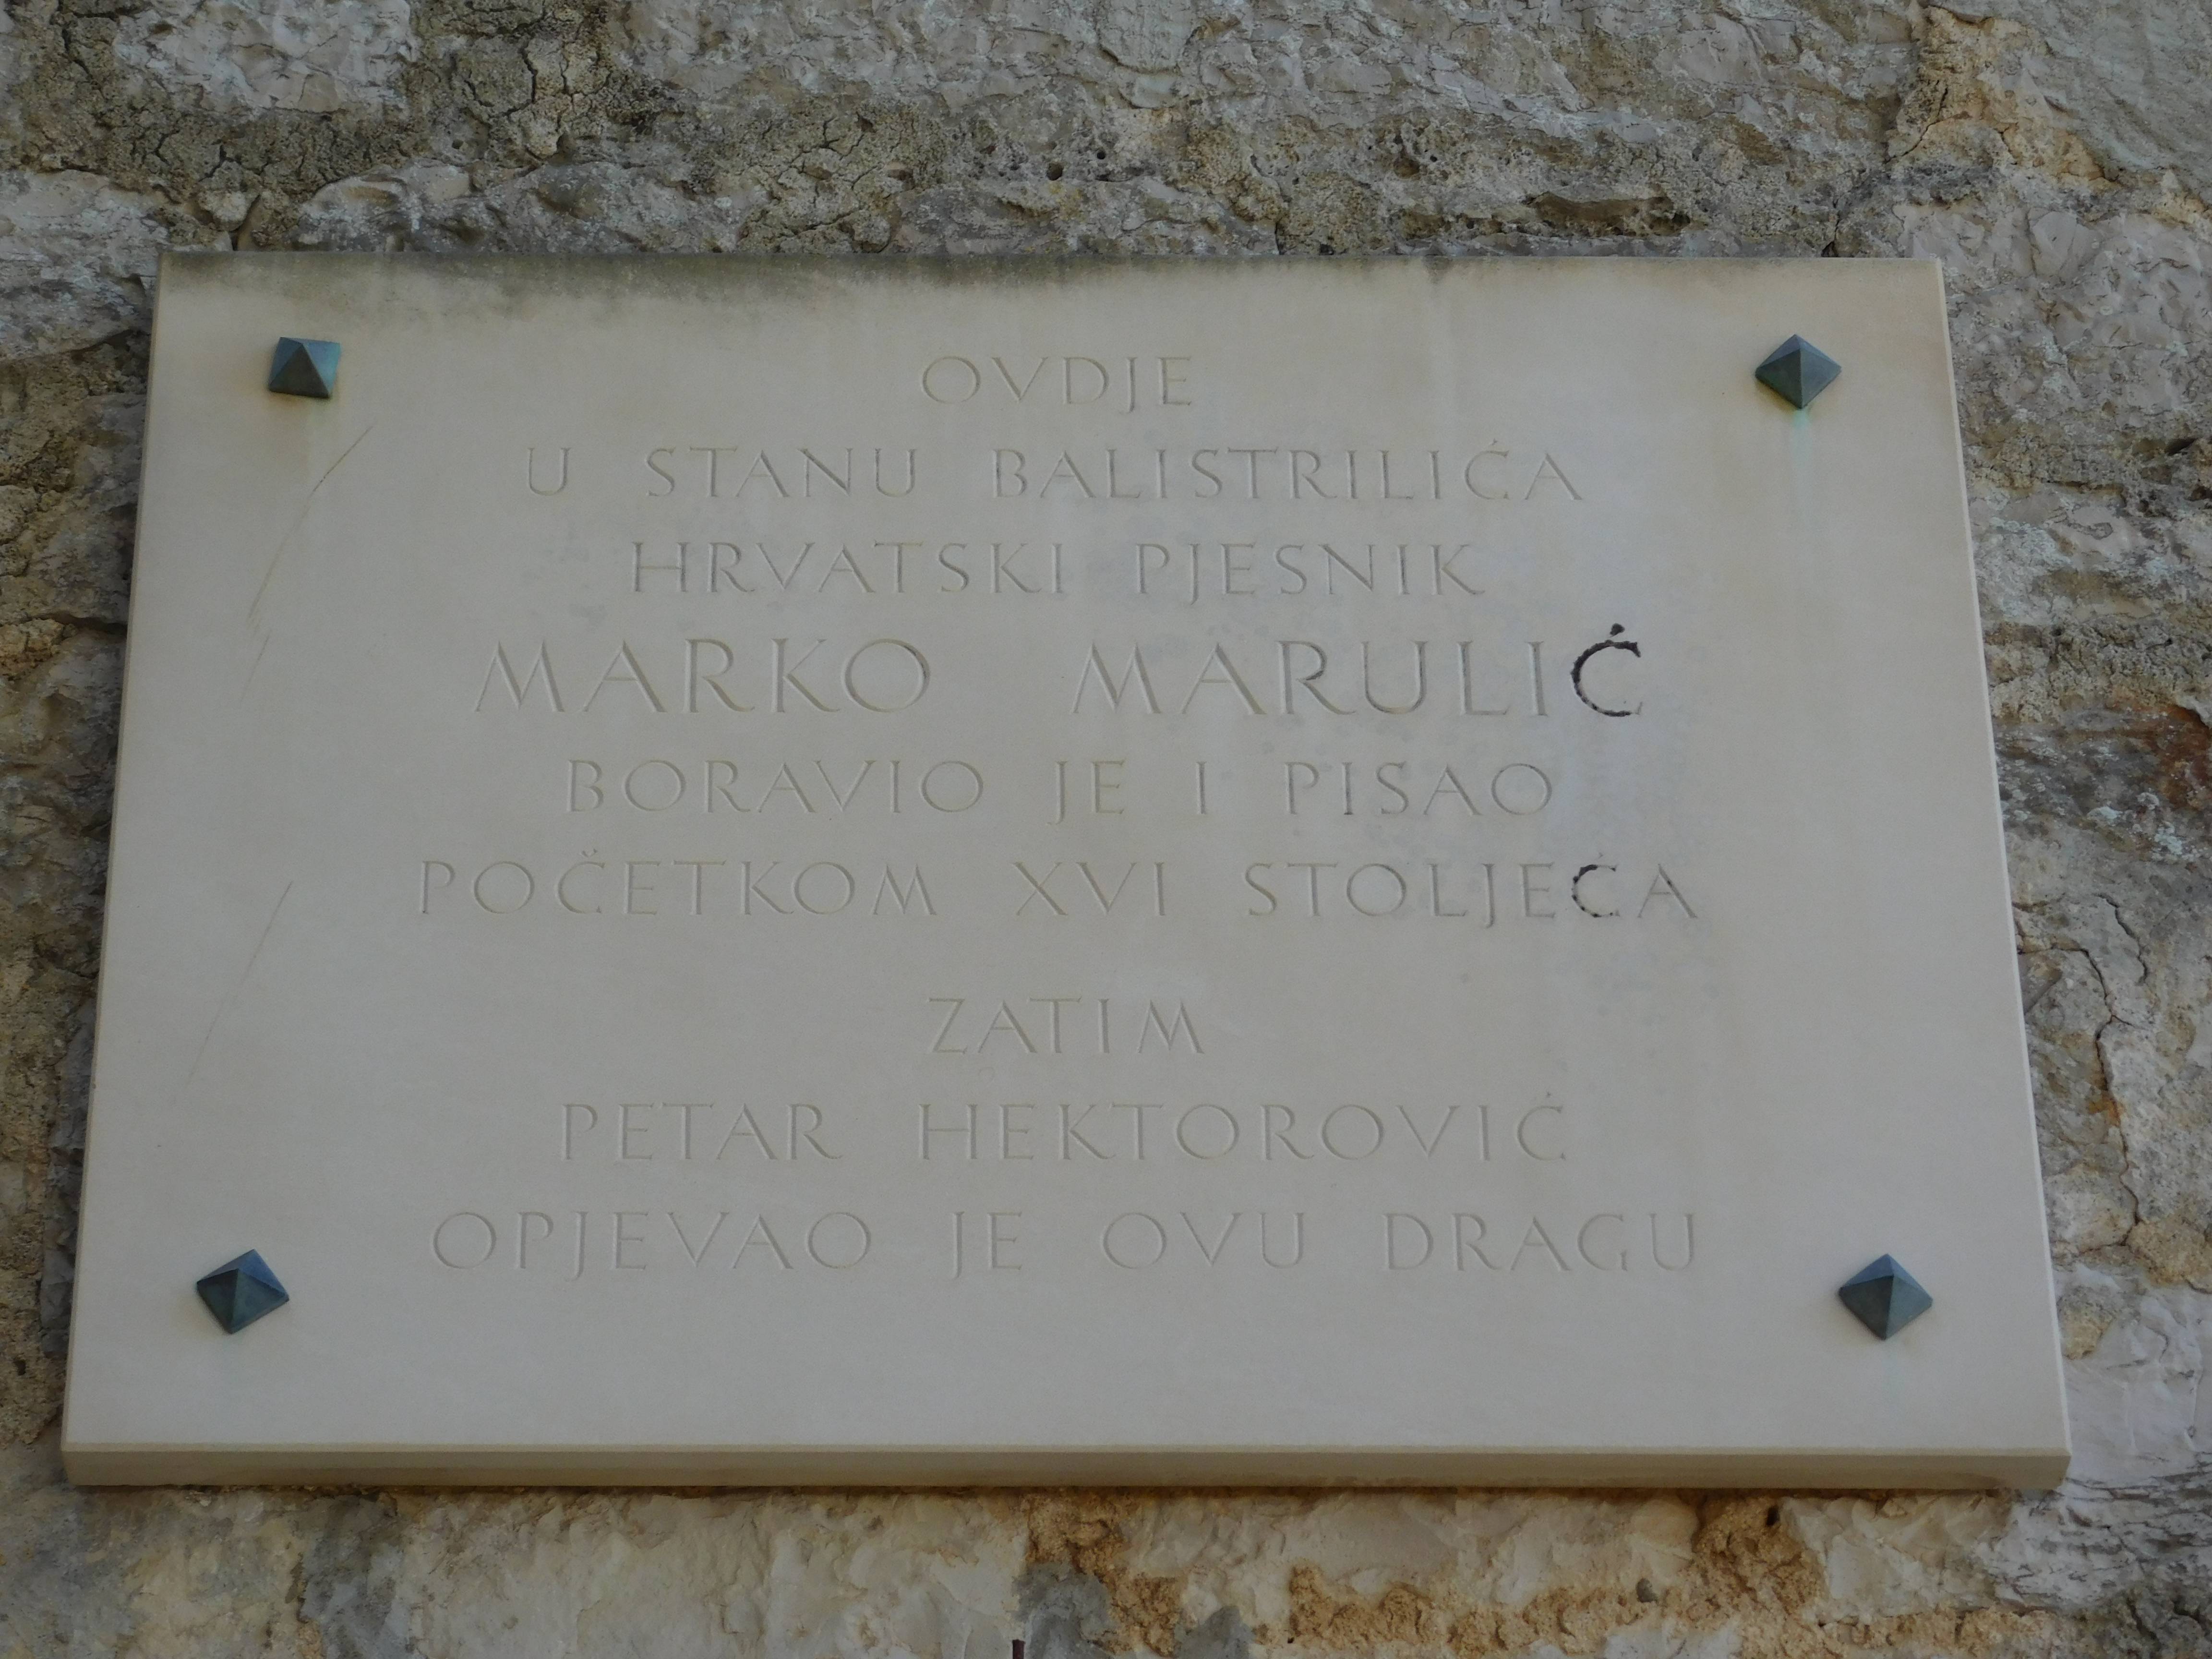 OVDJE
U STANU BALISTRILIĆA
HRVATSKI PJESNIK
MARKO MARULIĆ
BORAVIO JE I PISAO
POČETKOM XVI STOLJEĆA
ZATIM
PETAR HEKTOROVIĆ
OPJEVAO JE OVU DRAGU